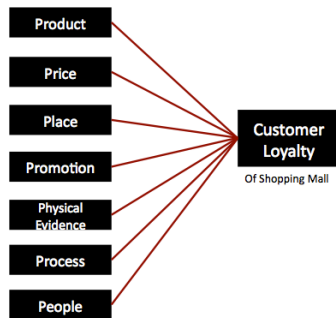 Product
Price
Place
Promotion
Physical
Evidence
Process
People
Customer
Loyalty
Of Shopping Mall